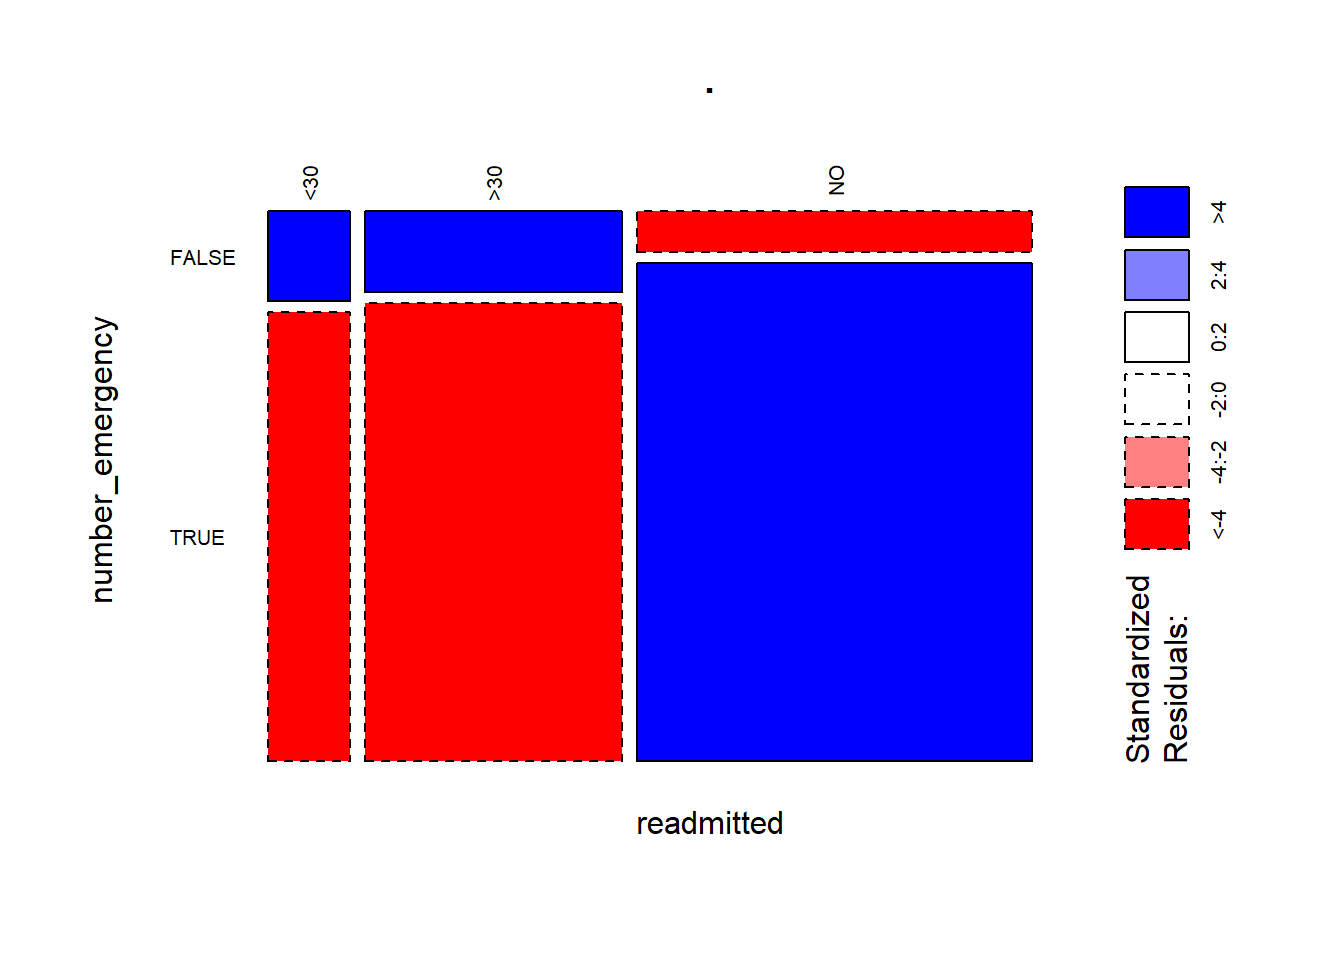 .
<30
>30
NO
FALSE
TRUE
number_emergency
readmitted
>4
2:4
0:2
-2:0
-4:-2
<-4
Standardized
Residuals: